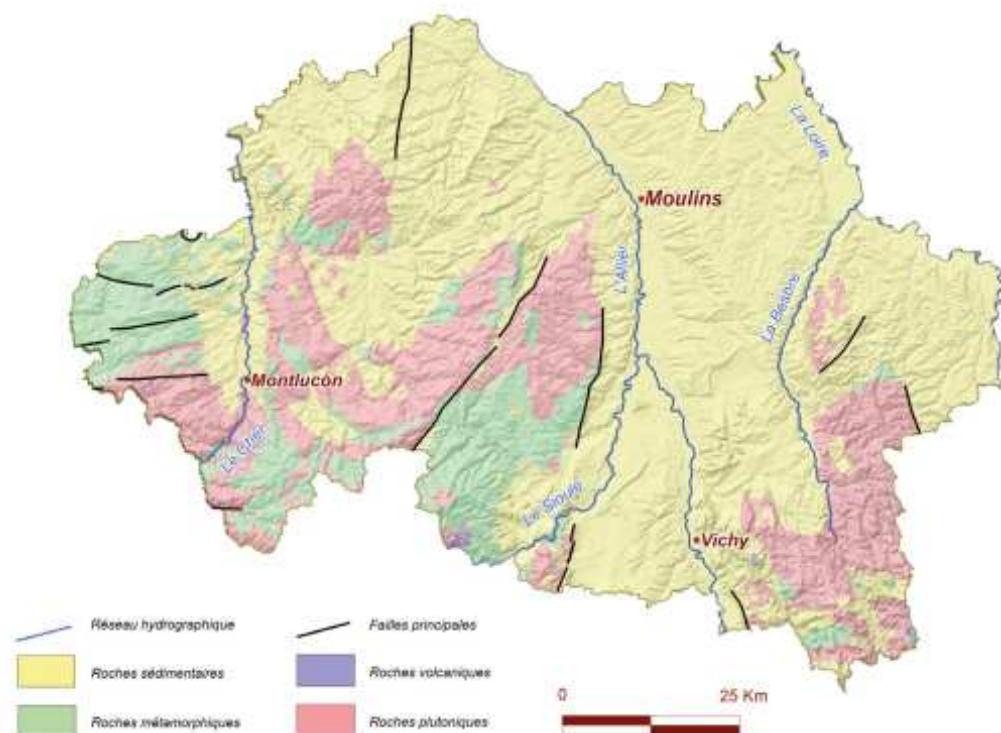 La Loire
Moulins
L'Allier
La Besbre
Montluçon
Le Cher
La Sioule
Vichy
Réseau hydrographique
Failles principales
Roches sédimentaires
Roches volcaniques
Roches métamorphiques
Roches plutoniques
0 25 Km